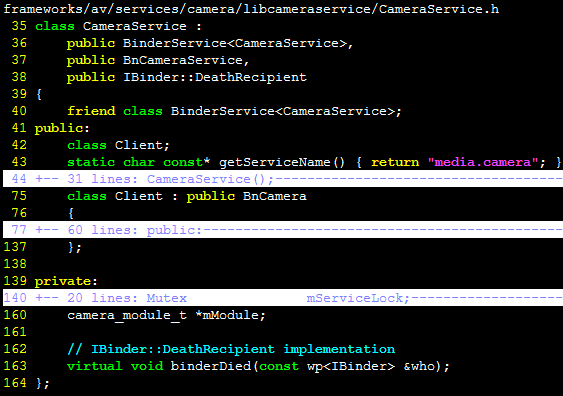 frameworks/av/services/camera/libcameraservice/CameraService.h
35 class CameraService :
36     public BinderService<CameraService>,
37     public BnCameraService,
38     public IBinder::DeathRecipient
39 {
40     friend class BinderService<CameraService>;
41 public:
42     class Client;
43     static char const* getServiceName() { return "media.camera"; }
44 +-- 31 lines: CameraService();-------------------------------------
75     class Client : public BnCamera
76     {
77 +-- 60 lines: public:----------------------------------------------
137     };
138
139 private:
140 +-- 20 lines: Mutex               mServiceLock;--------------------
160     camera_module_t *mModule;
161
162     // IBinder::DeathRecipient implementation
163     virtual void binderDied(const wp<IBinder> &who);
164 };